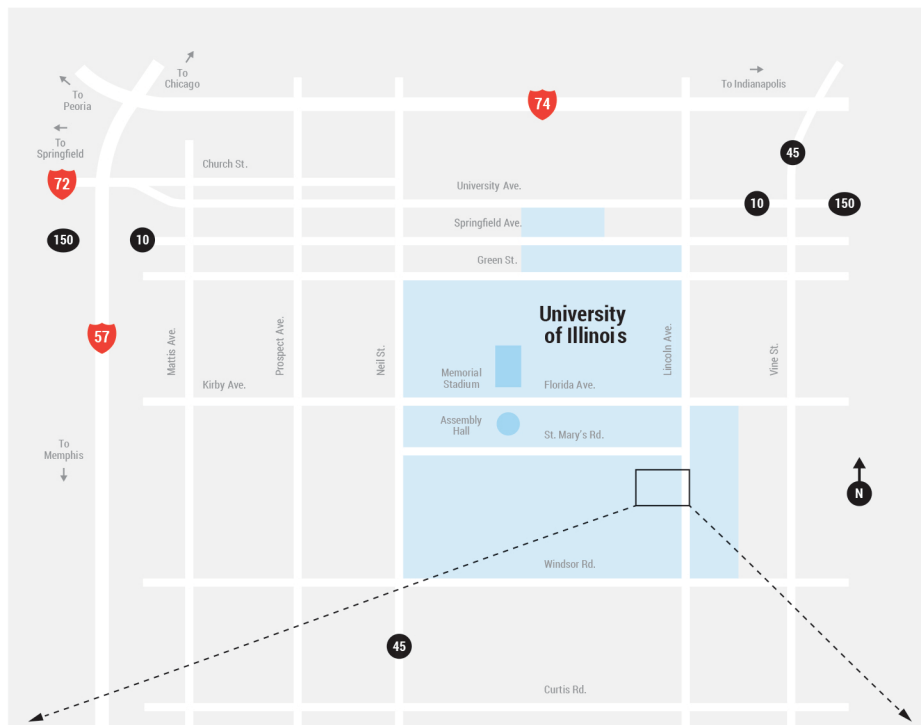 To
Chicago
To
Peoria
To Indianapolis
74
To
Springfield
45
Church St.
72
University Ave.
10
150
Springfield Ave.
150
10
Green St.
57
Mattis Ave.
Prospect Ave.
Neil St.
University
of Illinois
Lincoln Ave.
Vine St.
Memorial
Stadium
Kirby Ave.
Florida Ave.
Assembly
Hall
St. Mary's Rd.
To
Memphis
N
Windsor Rd.
45
Curtis Rd.